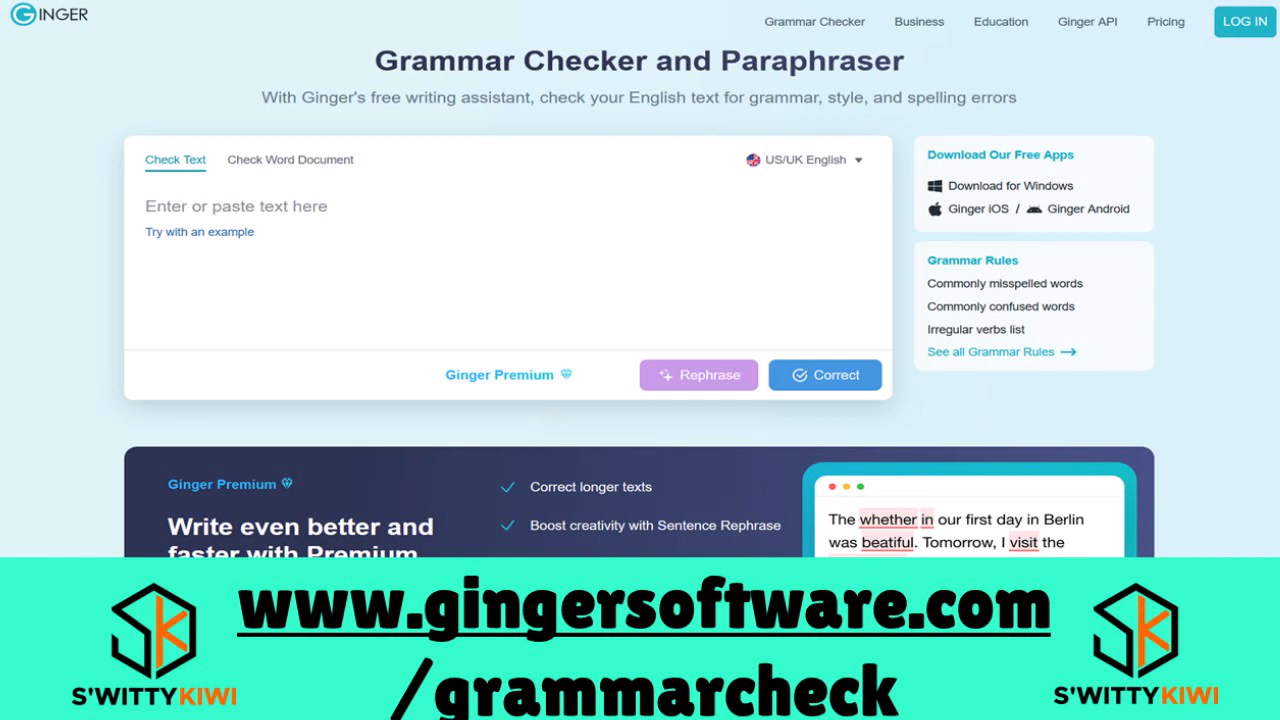 GINGER
Grammar Checker Business Education Ginger API Pricing LOG IN
Grammar Checker and Paraphraser
With Ginger's free writing assistant, check your English text for grammar, style, and spelling errors
Check Text Check Word Document US/UK English
Enter or paste text here
Try with an example
Ginger Premium Rephrase Correct
Download Our Free Apps
Download for Windows
Ginger iOS / Ginger Android
Grammar Rules
Commonly misspelled words
Commonly confused words
Irregular verbs list
See all Grammar Rules
Ginger Premium
Write even better and
faster with Premium
Correct longer texts
Boost creativity with Sentence Rephrase
The whether in our first day in Berlin
was beatiful. Tomorrow, I visit the
www.gingersoftware.com
/grammarcheck
SK
S'WITTYKIWI
SK
S'WITTYKIWI